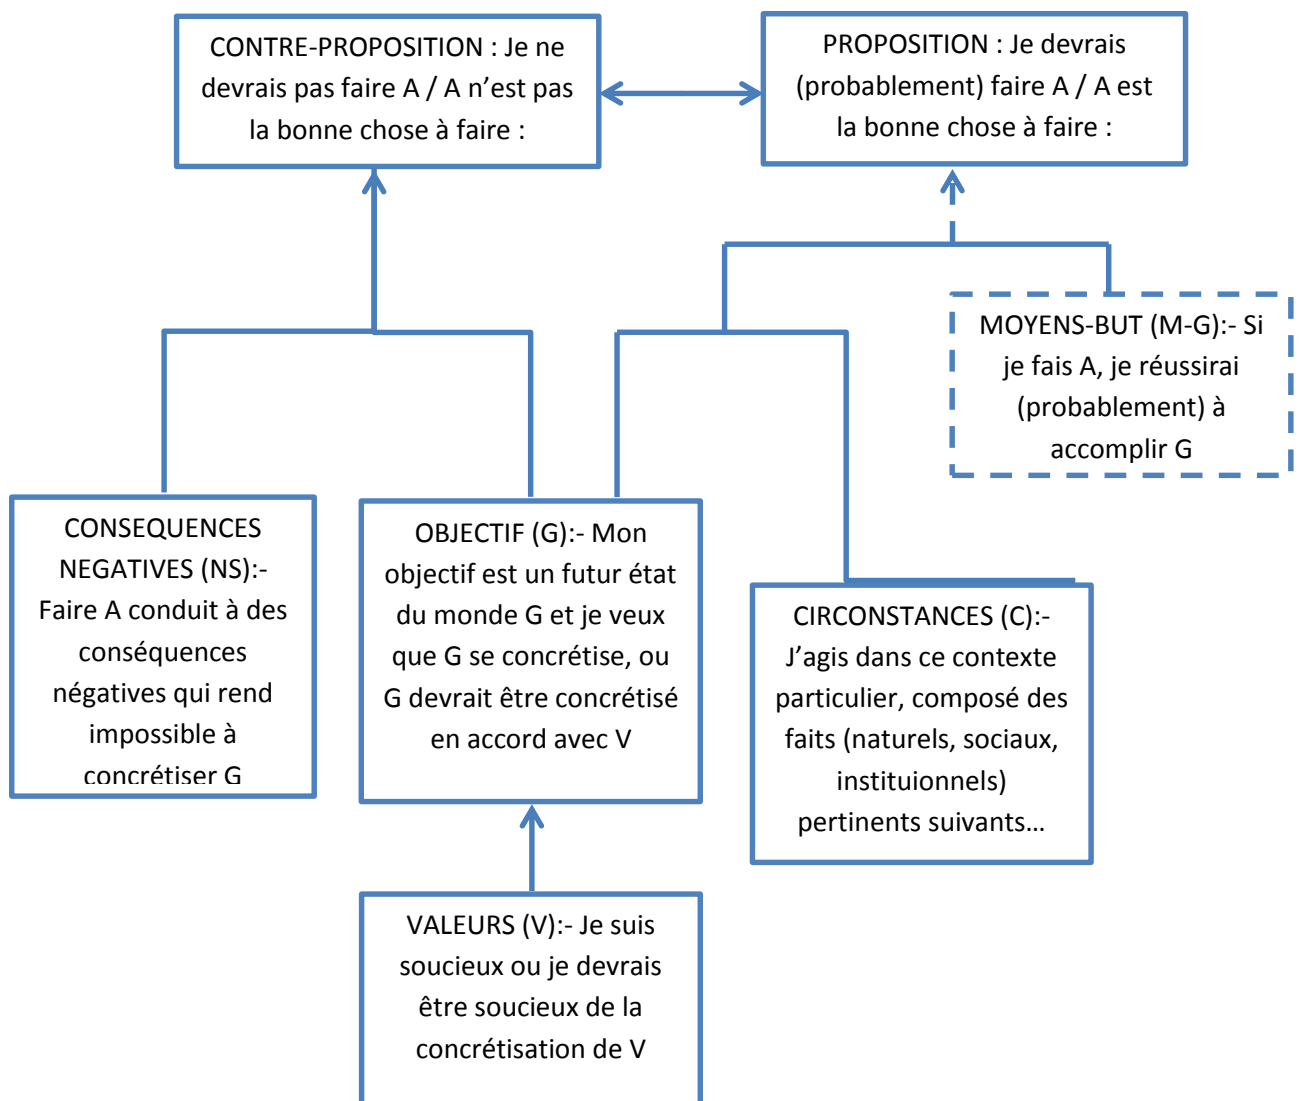 CONTRE-PROPOSITION : Je ne
devrais pas faire A / A n’est pas
la bonne chose à faire :
PROPOSITION : Je devrais
(probablement) faire A / A est
la bonne chose à faire :
MOYENS-BUT (M-G):- Si
je fais A, je réussirai
(probablement) à
accomplir G
CONSEQUENCES
NEGATIVES (NS):-
Faire A conduit à des
conséquences
négatives qui rend
impossible à
concrétiser G
OBJECTIF (G):- Mon
objectif est un futur état
du monde G et je veux
que G se concrétise, ou
G devrait être concrétisé
en accord avec V
CIRCONSTANCES (C):-
J’agis dans ce contexte
particulier, composé des
faits (naturels, sociaux,
instituionnels)
pertinents suivants…
VALEURS (V):- Je suis
soucieux ou je devrais
être soucieux de la
concrétisation de V